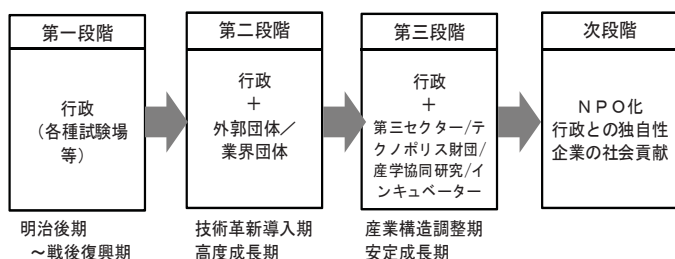 第一段階
行政
(各種試験場
等)
明治後期
～戦後復興期
第二段階
行政
+
外郭団体／
業界団体
技術革新導入期
高度成長期
第三段階
行政
+
第三セクター/テ
クノポリス財団/
産学協同研究/イ
ンキュベーター
産業構造調整期
安定成長期
次段階
ＮＰＯ化
行政との独自性
企業の社会貢献